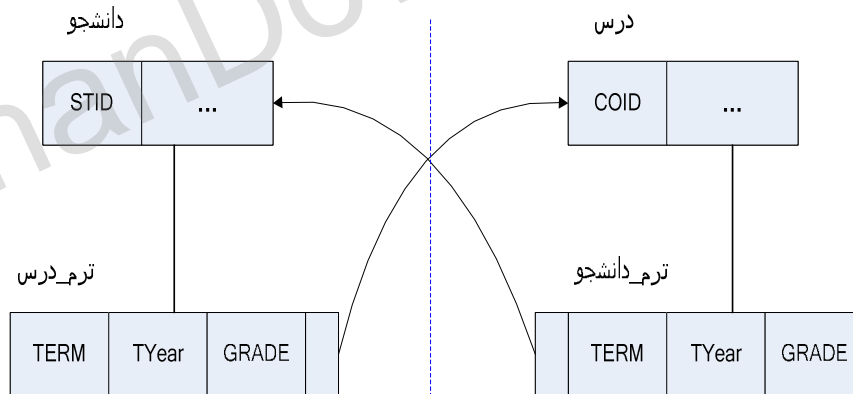 دانشجو
درس
STID ...
COID ...
ترم_درس
ترم_دانشجو
TERM TYear GRADE
TERM TYear GRADE